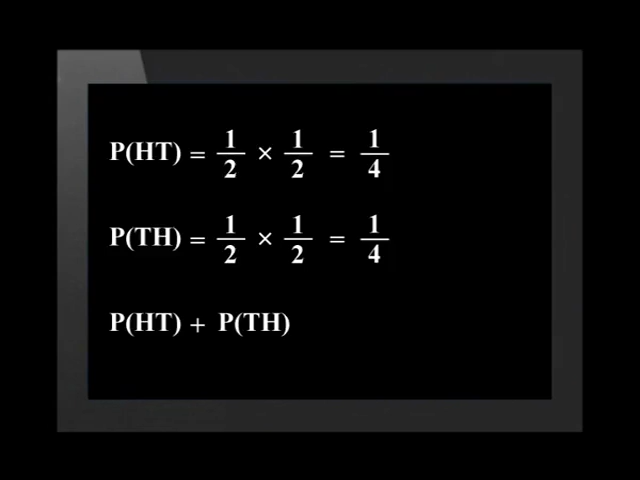 P(HT) = 1/2 × 1/2 = 1/4
P(TH) = 1/2 × 1/2 = 1/4
P(HT) + P(TH)